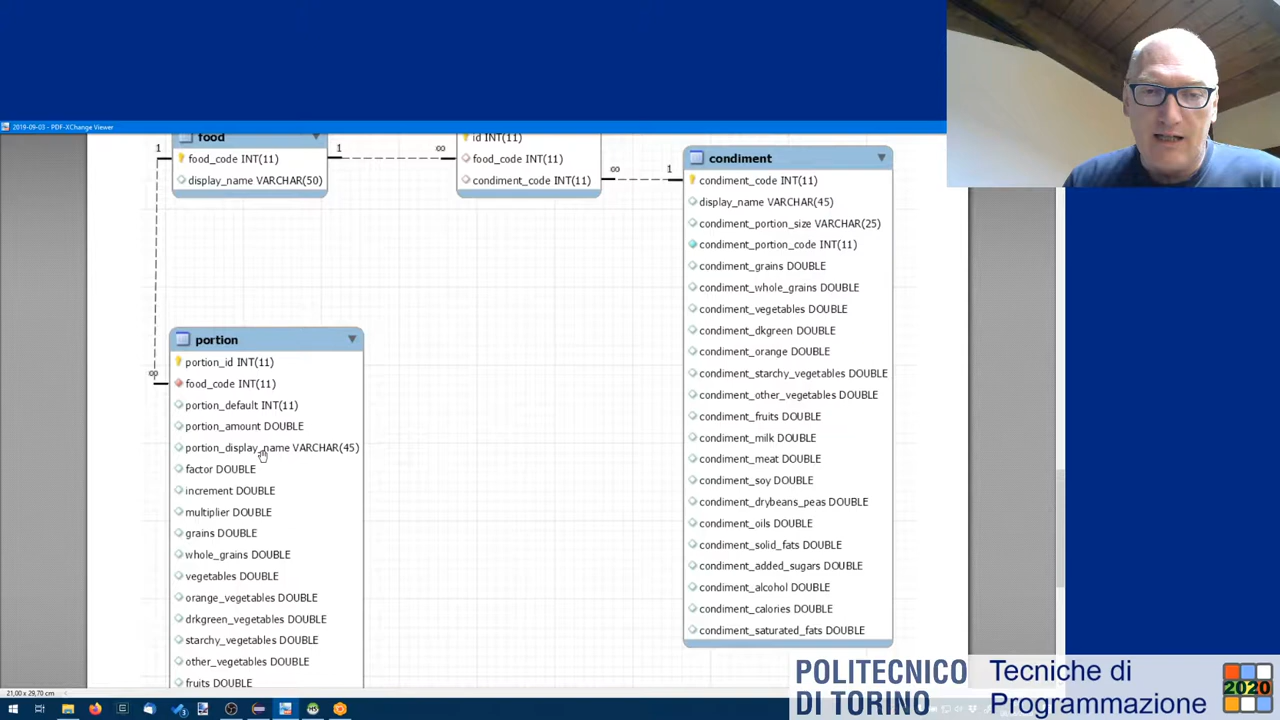 2019-09-03 - PDF-XChange Viewer
1
food
food_code INT(11)
display_name VARCHAR(50)
1
∞
id INT(11)
food_code INT(11)
condiment_code INT(11)
∞
1
condiment
condiment_code INT(11)
display_name VARCHAR(45)
condiment_portion_size VARCHAR(25)
condiment_portion_code INT(11)
condiment_grains DOUBLE
condiment_whole_grains DOUBLE
condiment_vegetables DOUBLE
condiment_dkgreen DOUBLE
condiment_orange DOUBLE
condiment_starchy_vegetables DOUBLE
condiment_other_vegetables DOUBLE
condiment_fruits DOUBLE
condiment_milk DOUBLE
condiment_meat DOUBLE
condiment_soy DOUBLE
condiment_drybeans_peas DOUBLE
condiment_oils DOUBLE
condiment_solid_fats DOUBLE
condiment_added_sugars DOUBLE
condiment_alcohol DOUBLE
condiment_calories DOUBLE
condiment_saturated_fats DOUBLE
∞
portion
portion_id INT(11)
food_code INT(11)
portion_default INT(11)
portion_amount DOUBLE
portion_display_name VARCHAR(45)
factor DOUBLE
increment DOUBLE
multiplier DOUBLE
grains DOUBLE
whole_grains DOUBLE
vegetables DOUBLE
orange_vegetables DOUBLE
drkgreen_vegetables DOUBLE
starchy_vegetables DOUBLE
other_vegetables DOUBLE
fruits DOUBLE
21,00 x 29,70 cm
POLITECNICO
DI TORINO
Tecniche di
Programmazione
2020